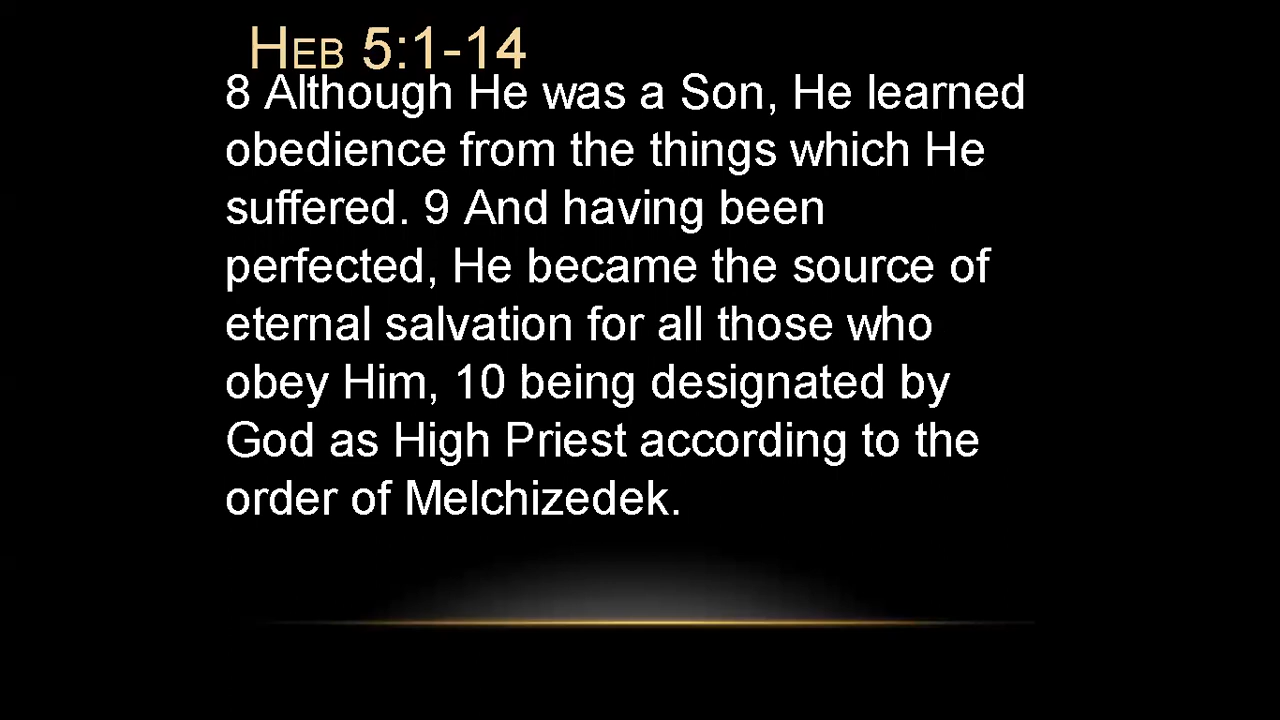 Heb 5:1-14
8 Although He was a Son, He learned
obedience from the things which He
suffered. 9 And having been
perfected, He became the source of
eternal salvation for all those who
obey Him, 10 being designated by
God as High Priest according to the
order of Melchizedek.